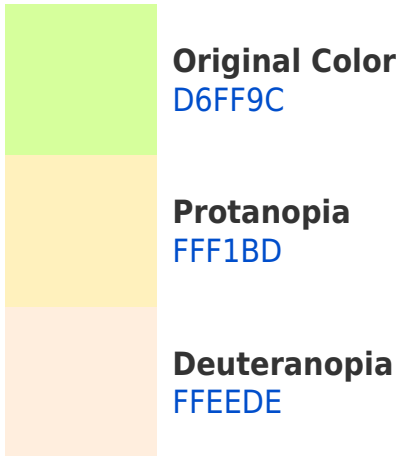 Original Color
D6FF9C
Protanopia
FFF1BD
Deuteranopia
FFEEDE